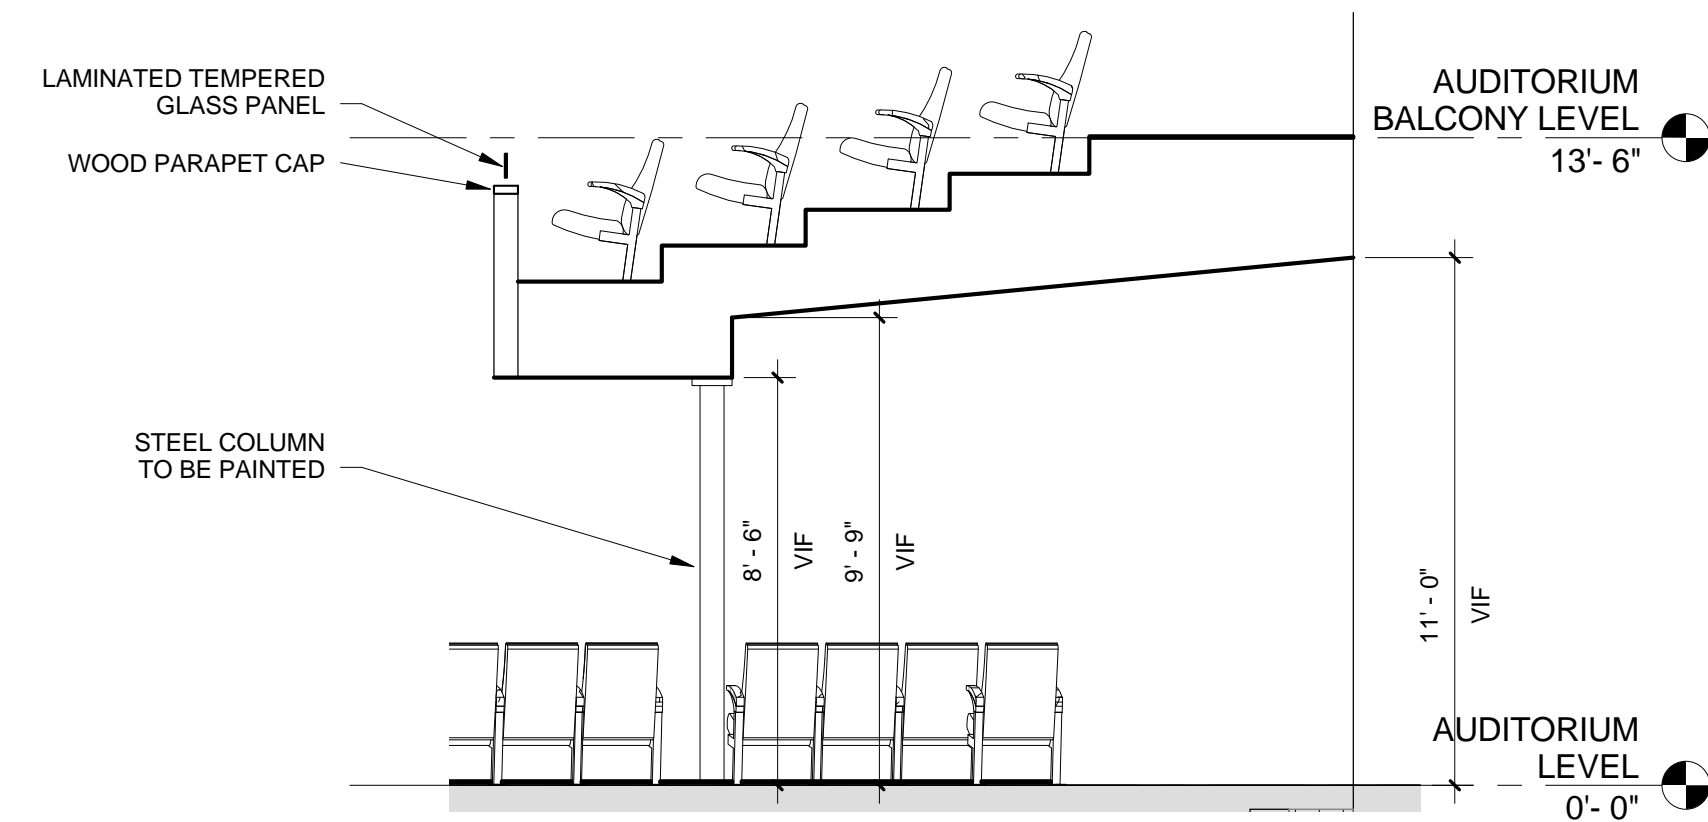 LAMINATED TEMPERED
GLASS PANEL
WOOD PARAPET CAP
STEEL COLUMN
TO BE PAINTED
AUDITORIUM
BALCONY LEVEL
13'- 6"
8' - 6"
VIF
9' - 9"
VIF
11' - 0"
VIF
AUDITORIUM
LEVEL
0'- 0"